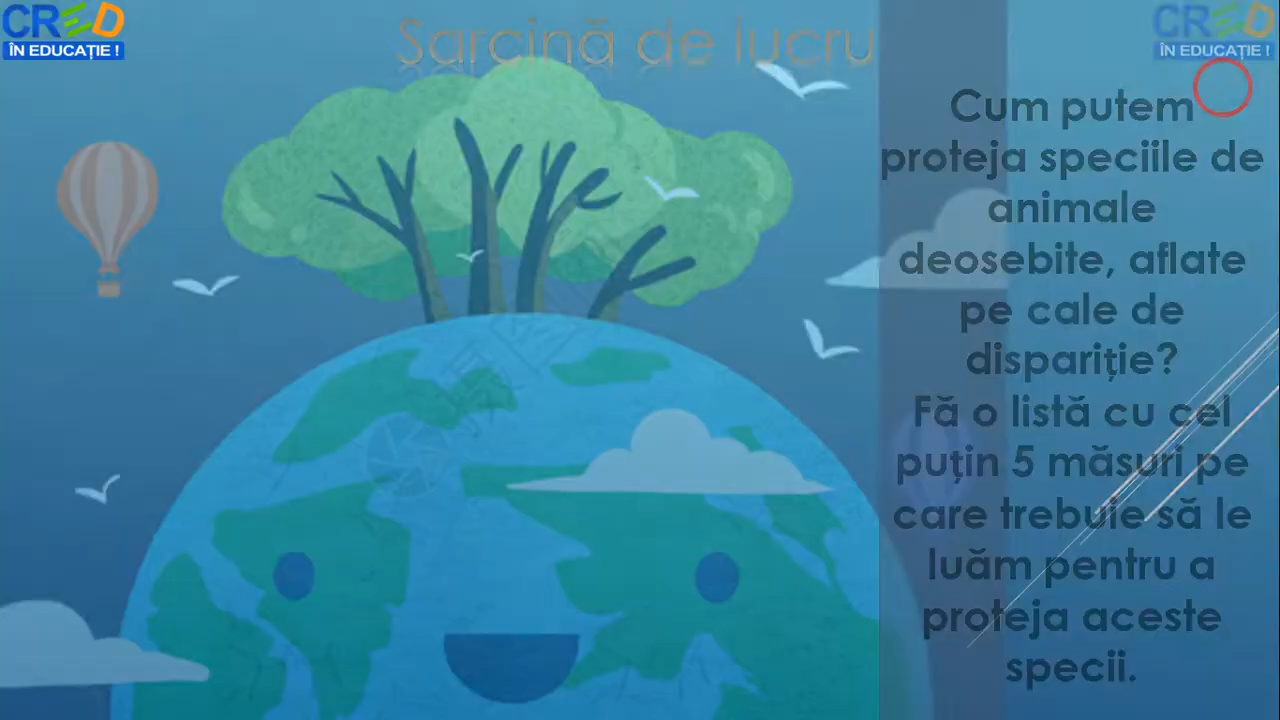 CRED
ÎN EDUCAȚIE !
Sarcină de lucru
CRED
ÎN EDUCAȚIE !
Cum putem
proteja speciile de
animale
deosebite, aflate
pe cale de
dispariție?
Fă o listă cu cel
puțin 5 măsuri pe
care trebuie să le
luăm pentru a
proteja aceste
specii.